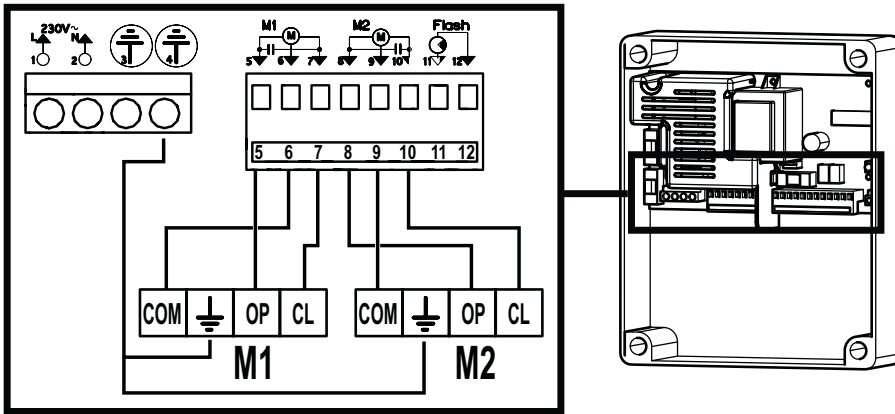 230V~
L N
1 2 3 4
M1 M2 Flash
M M
5 6 7 8 9 10 11 12
5 6 7 8 9 10 11 12
COM OP CL COM OP CL
M1 M2